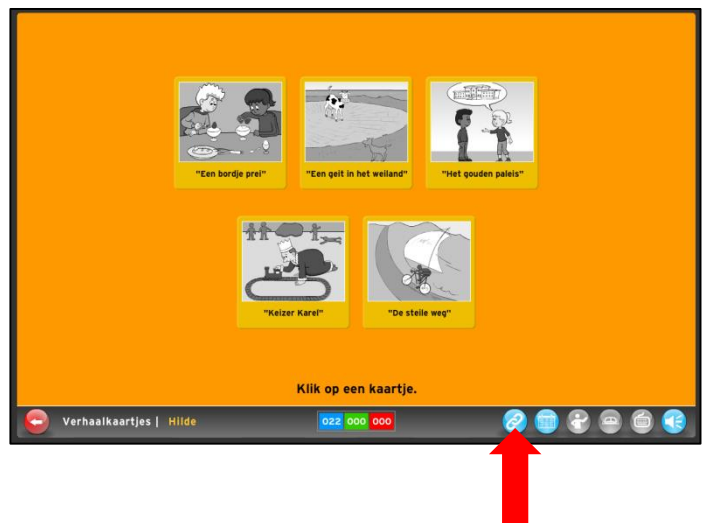 "Een bordje prei"
"Een geit in het weiland"
"Het gouden paleis"
"Keizer Karel"
"De steile weg"
Klik op een kaartje.
Verhaalkaartjes | Hilde
022 000 000